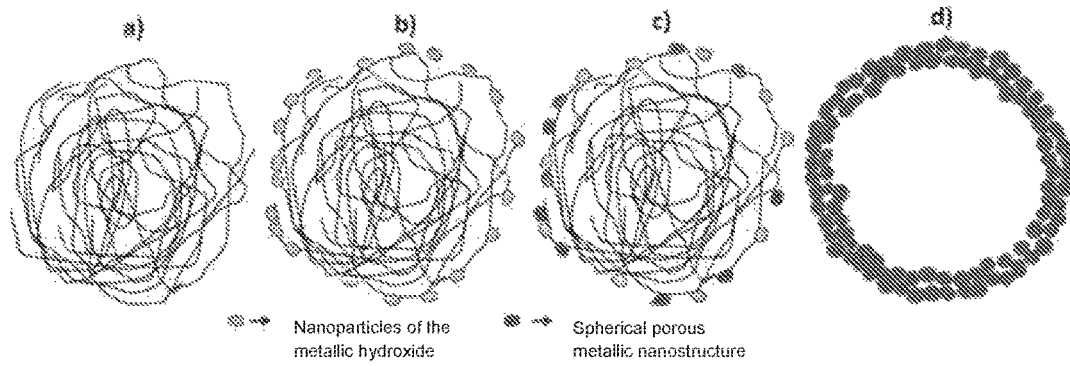 a)
b)
c)
d)
Nanoparticles of the
metallic hydroxide
Spherical porous
metallic nanostructure